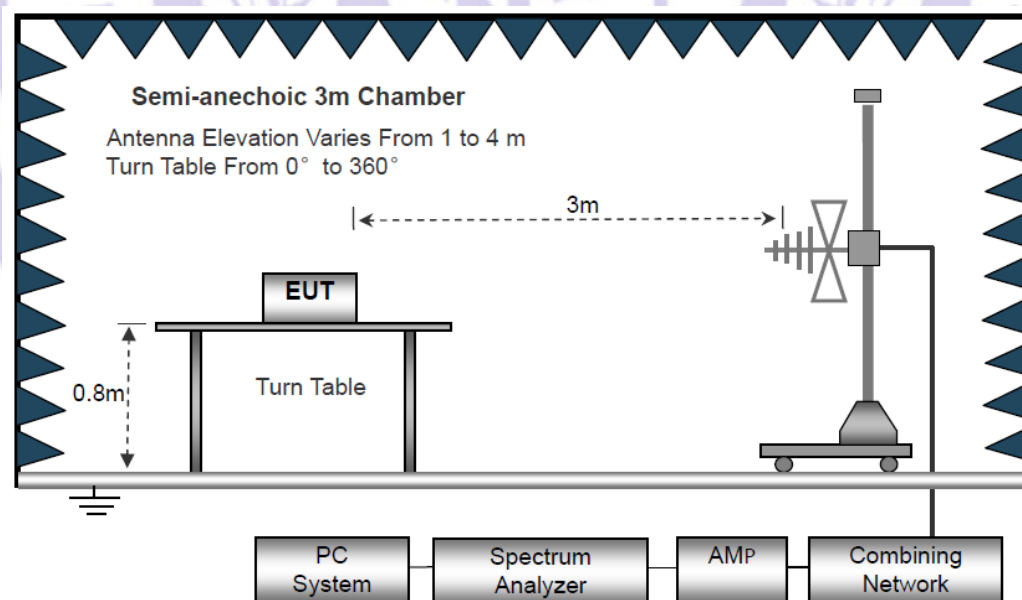 Semi-anechoic 3m Chamber
Antenna Elevation Varies From 1 to 4 m
Turn Table From 0° to 360°
3m
EUT
0.8m
Turn Table
PC
System
Spectrum
Analyzer
AMP
Combining
Network